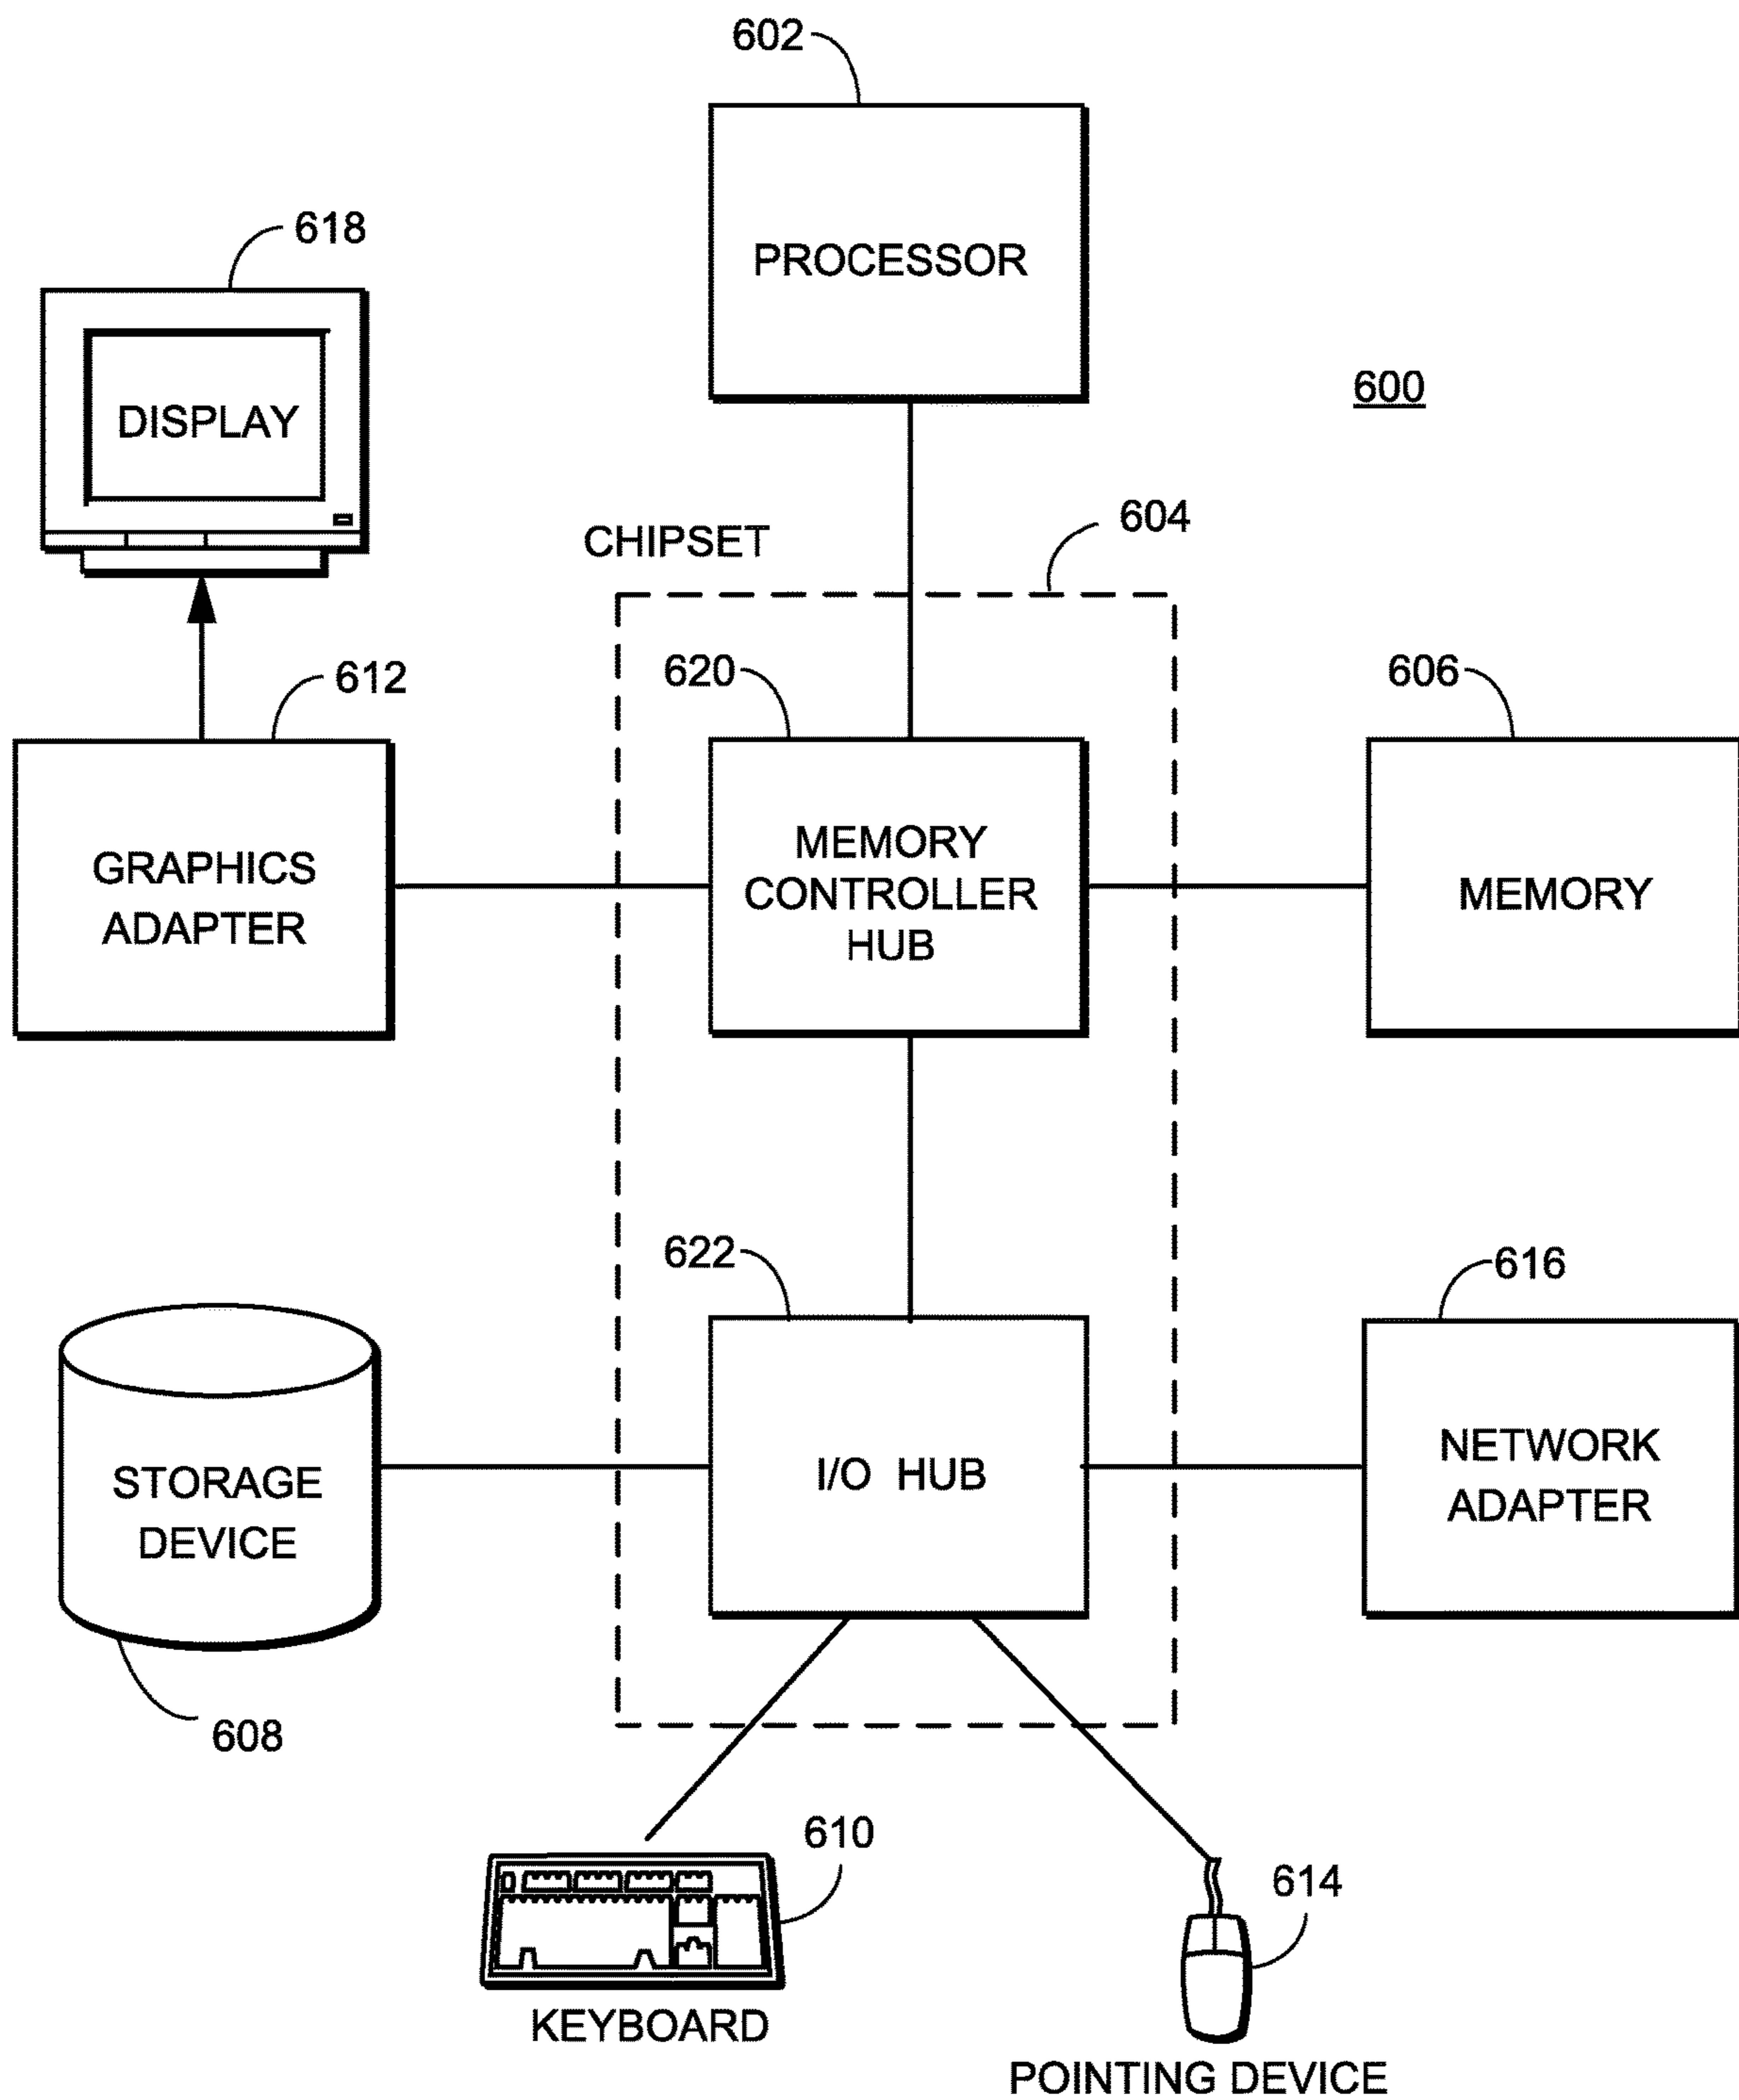 602
PROCESSOR
618
DISPLAY
600
CHIPSET
604
612
GRAPHICS
ADAPTER
620
MEMORY
CONTROLLER
HUB
606
MEMORY
622
I/O HUB
616
NETWORK
ADAPTER
STORAGE
DEVICE
608
610
KEYBOARD
614
POINTING DEVICE